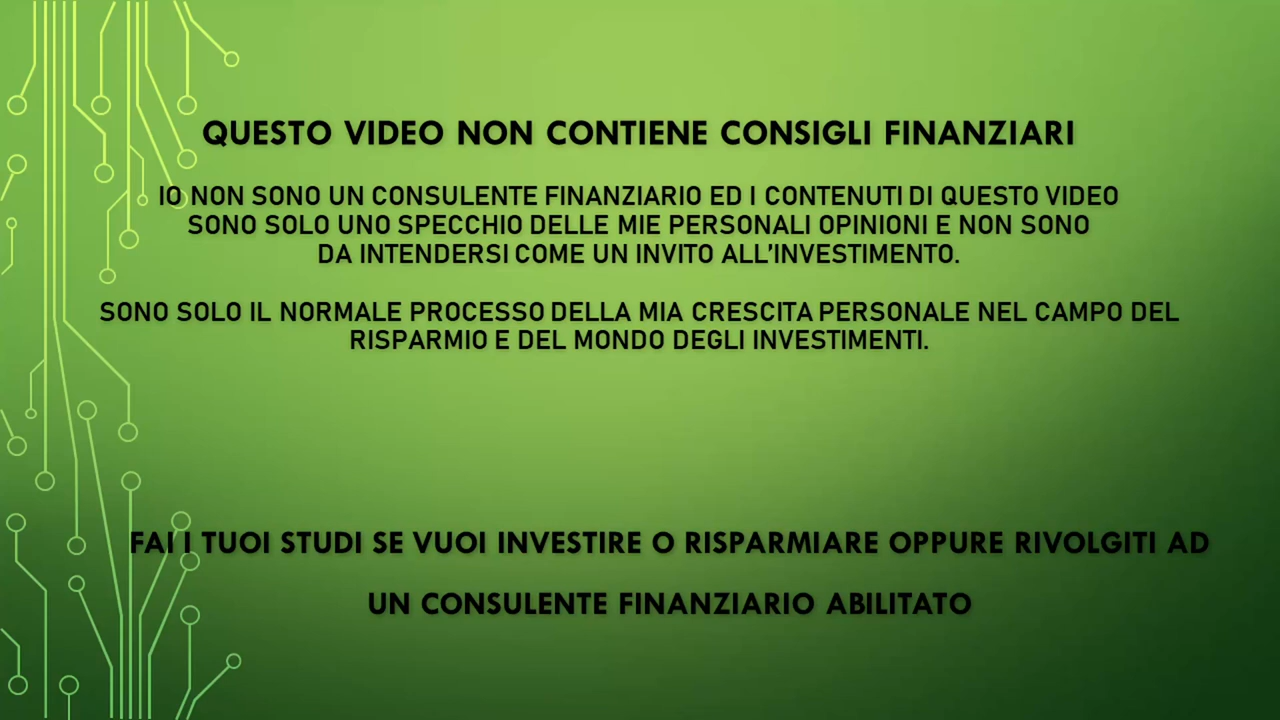 QUESTO VIDEO NON CONTIENE CONSIGLI FINANZIARI
IO NON SONO UN CONSULENTE FINANZIARIO ED I CONTENUTI DI QUESTO VIDEO
SONO SOLO UNO SPECCHIO DELLE MIE PERSONALI OPINIONI E NON SONO
DA INTENDERSI COME UN INVITO ALL'INVESTIMENTO.
SONO SOLO IL NORMALE PROCESSO DELLA MIA CRESCITA PERSONALE NEL CAMPO DEL
RISPARMIO E DEL MONDO DEGLI INVESTIMENTI.
FAI I TUOI STUDI SE VUOI INVESTIRE O RISPARMIARE OPPURE RIVOLGITI AD
UN CONSULENTE FINANZIARIO ABILITATO